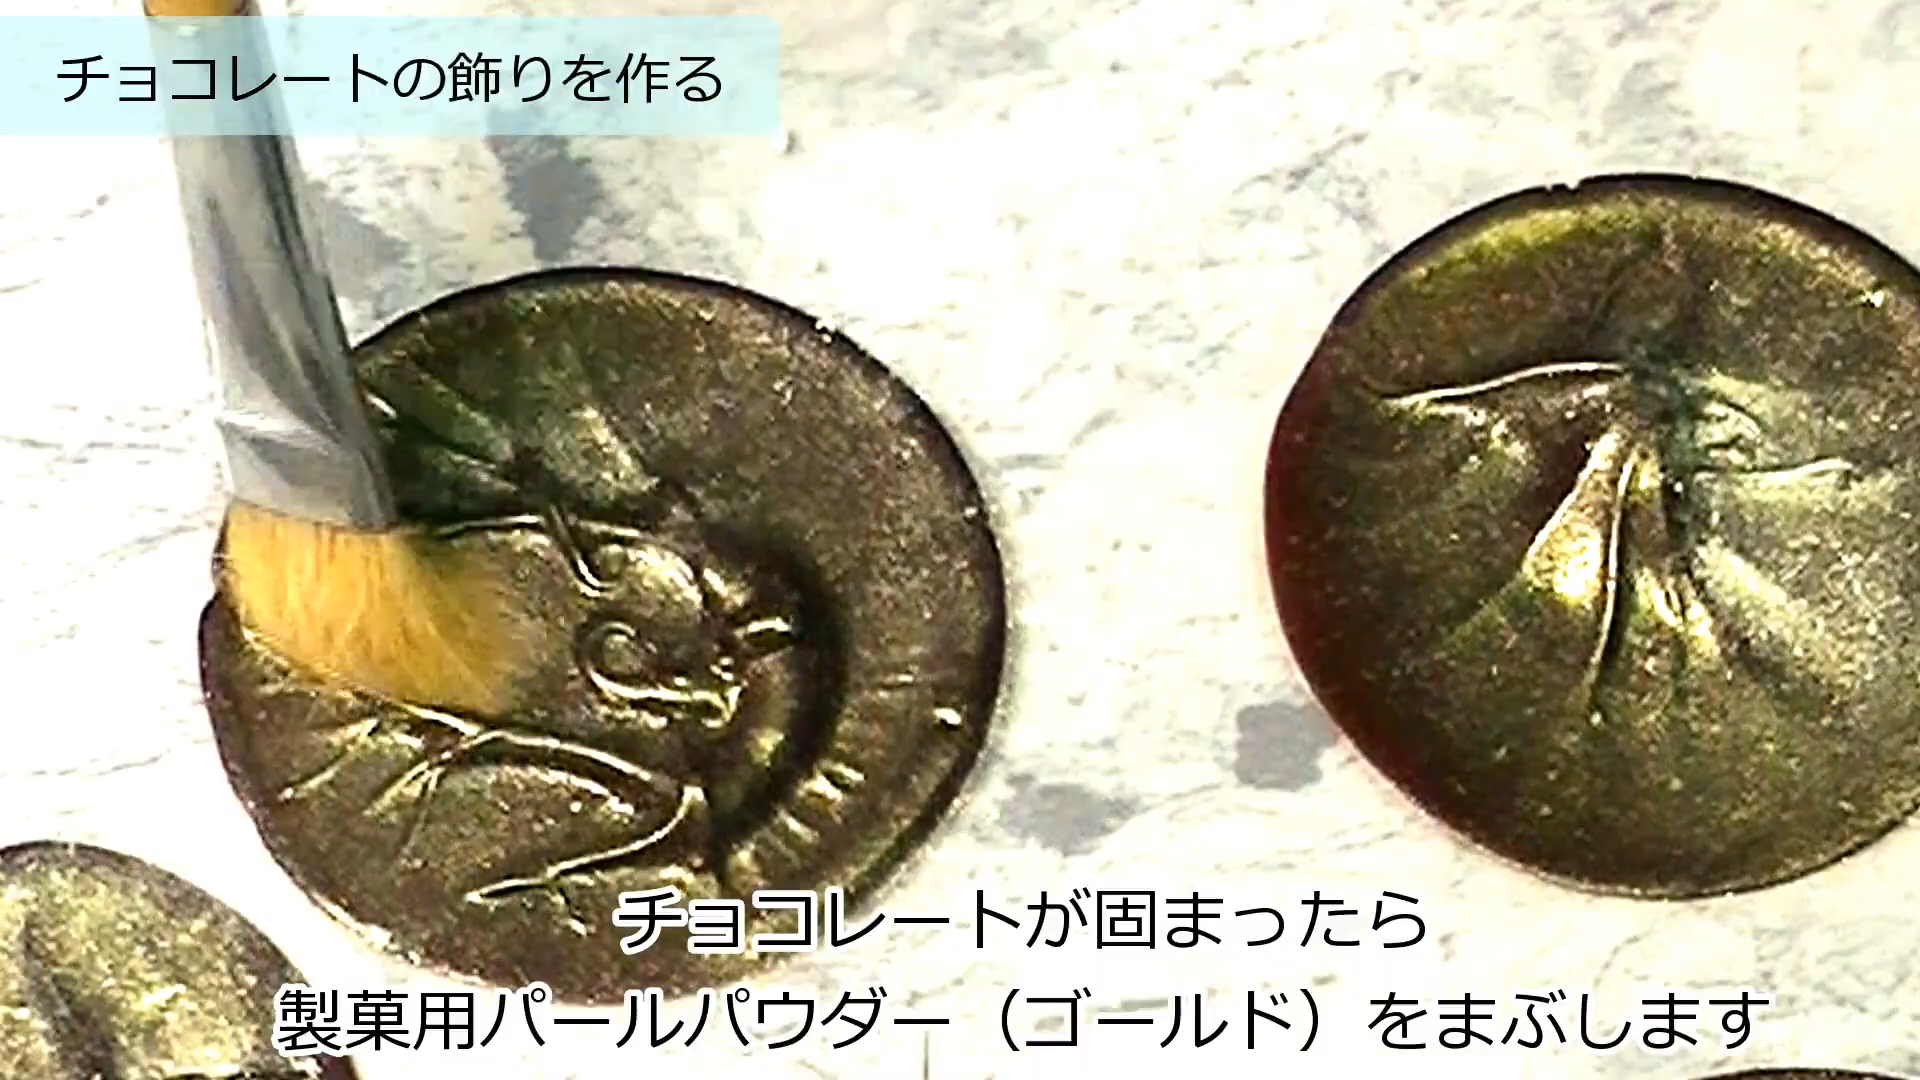 チョコレートの飾りを作る
チョコレートが固まったら
製菓用パールパウダー（ゴールド）をまぶします